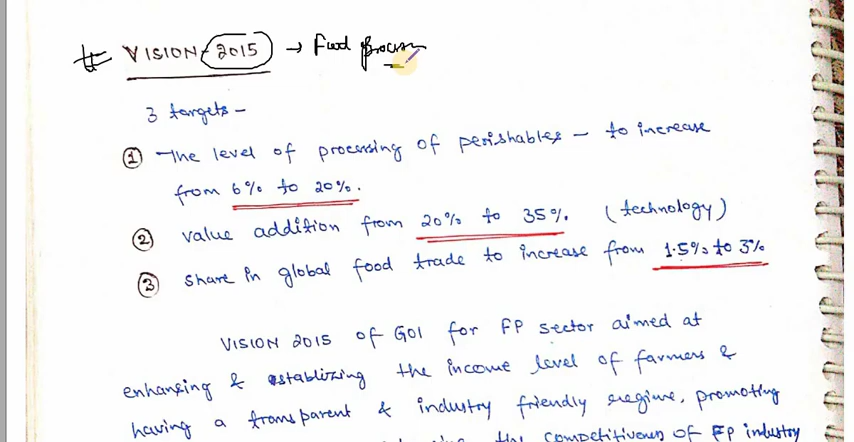 # VISION-2015 → Food process
3 targets -
① The level of processing of perishables - to increase
from 6% to 20%.
② value addition from 20% to 35%. (technology)
③ share in global food trade to increase from 1.5% to 3%
VISION 2015 of GOI for FP sector aimed at
enhancing & establizing the income level of farmers &
having a transparent & industry friendly regime, promoting
the competitiveness of FP industry